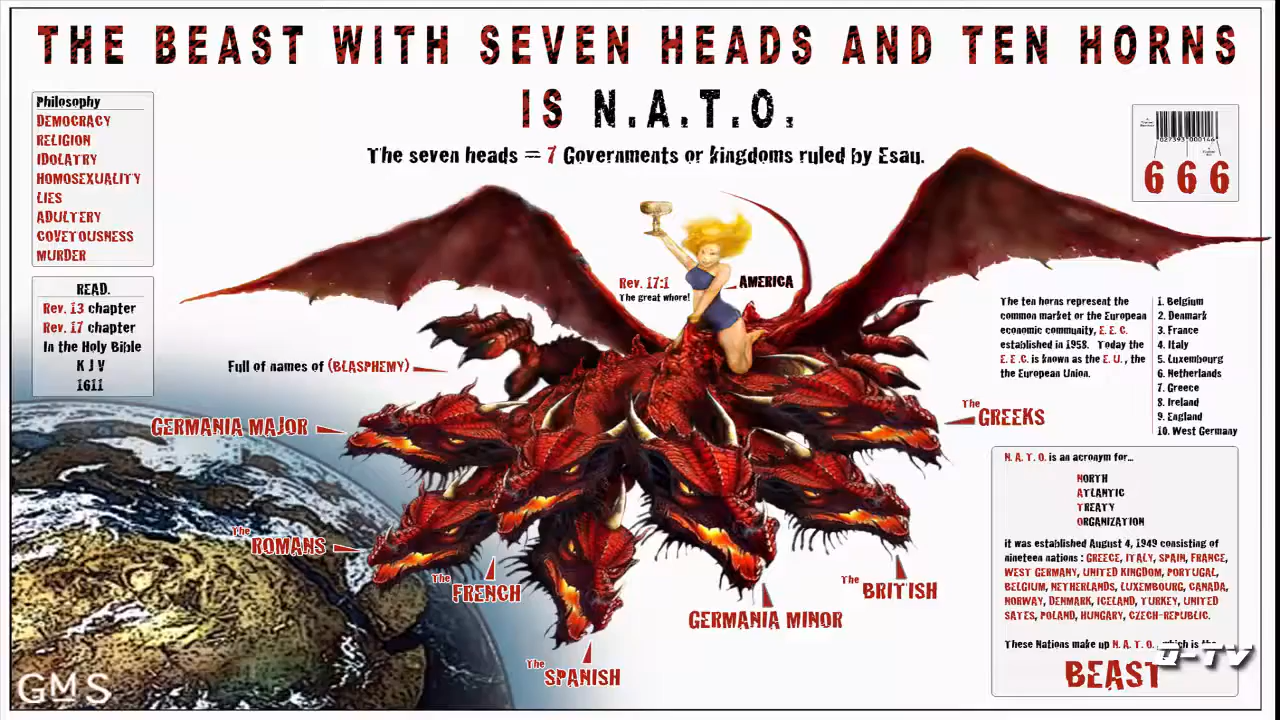 THE BEAST WITH SEVEN HEADS AND TEN HORNS
IS N.A.T.O.
The seven heads = 7 Governments or kingdoms ruled by Esau.
Philosophy
DEMOCRACY
RELIGION
IDOLATRY
HOMOSEXUALITY
LIES
ADULTERY
COVETOUSNESS
MURDER
READ.
Rev. 13 chapter
Rev. 17 chapter
In the Holy Bible
K J V
1611
666
Rev. 17:1
The great whore!
AMERICA
Full of names of (BLASPHEMY)
GERMANIA MAJOR
The ROMANS
The FRENCH
The SPANISH
GERMANIA MINOR
The BRITISH
The GREEKS
The ten horns represent the
common market or the European
economic community, E. E. C.
established in 1958. Today the
E. E .C. is known as the E. U. , the
the European Union.
1. Belgium
2. Denmark
3. France
4. Italy
5. Luxembourg
6. Netherlands
7. Greece
8. Ireland
9. England
10. West Germany
N. A. T. O. is an acronym for...
NORTH
ATLANTIC
TREATY
ORGANIZATION
it was established August 4, 1949 consisting of
nineteen nations : GREECE, ITALY, SPAIN, FRANCE,
WEST GERMANY, UNITED KINGDOM, PORTUGAL,
BELGIUM, NETHERLANDS, LUXEMBOURG, CANADA,
NORWAY, DENMARK, ICELAND, TURKEY, UNITED
SATES, POLAND, HUNGARY, CZECH-REPUBLIC.
These Nations make up N. A. T. O. , which is the
BEAST
GMS